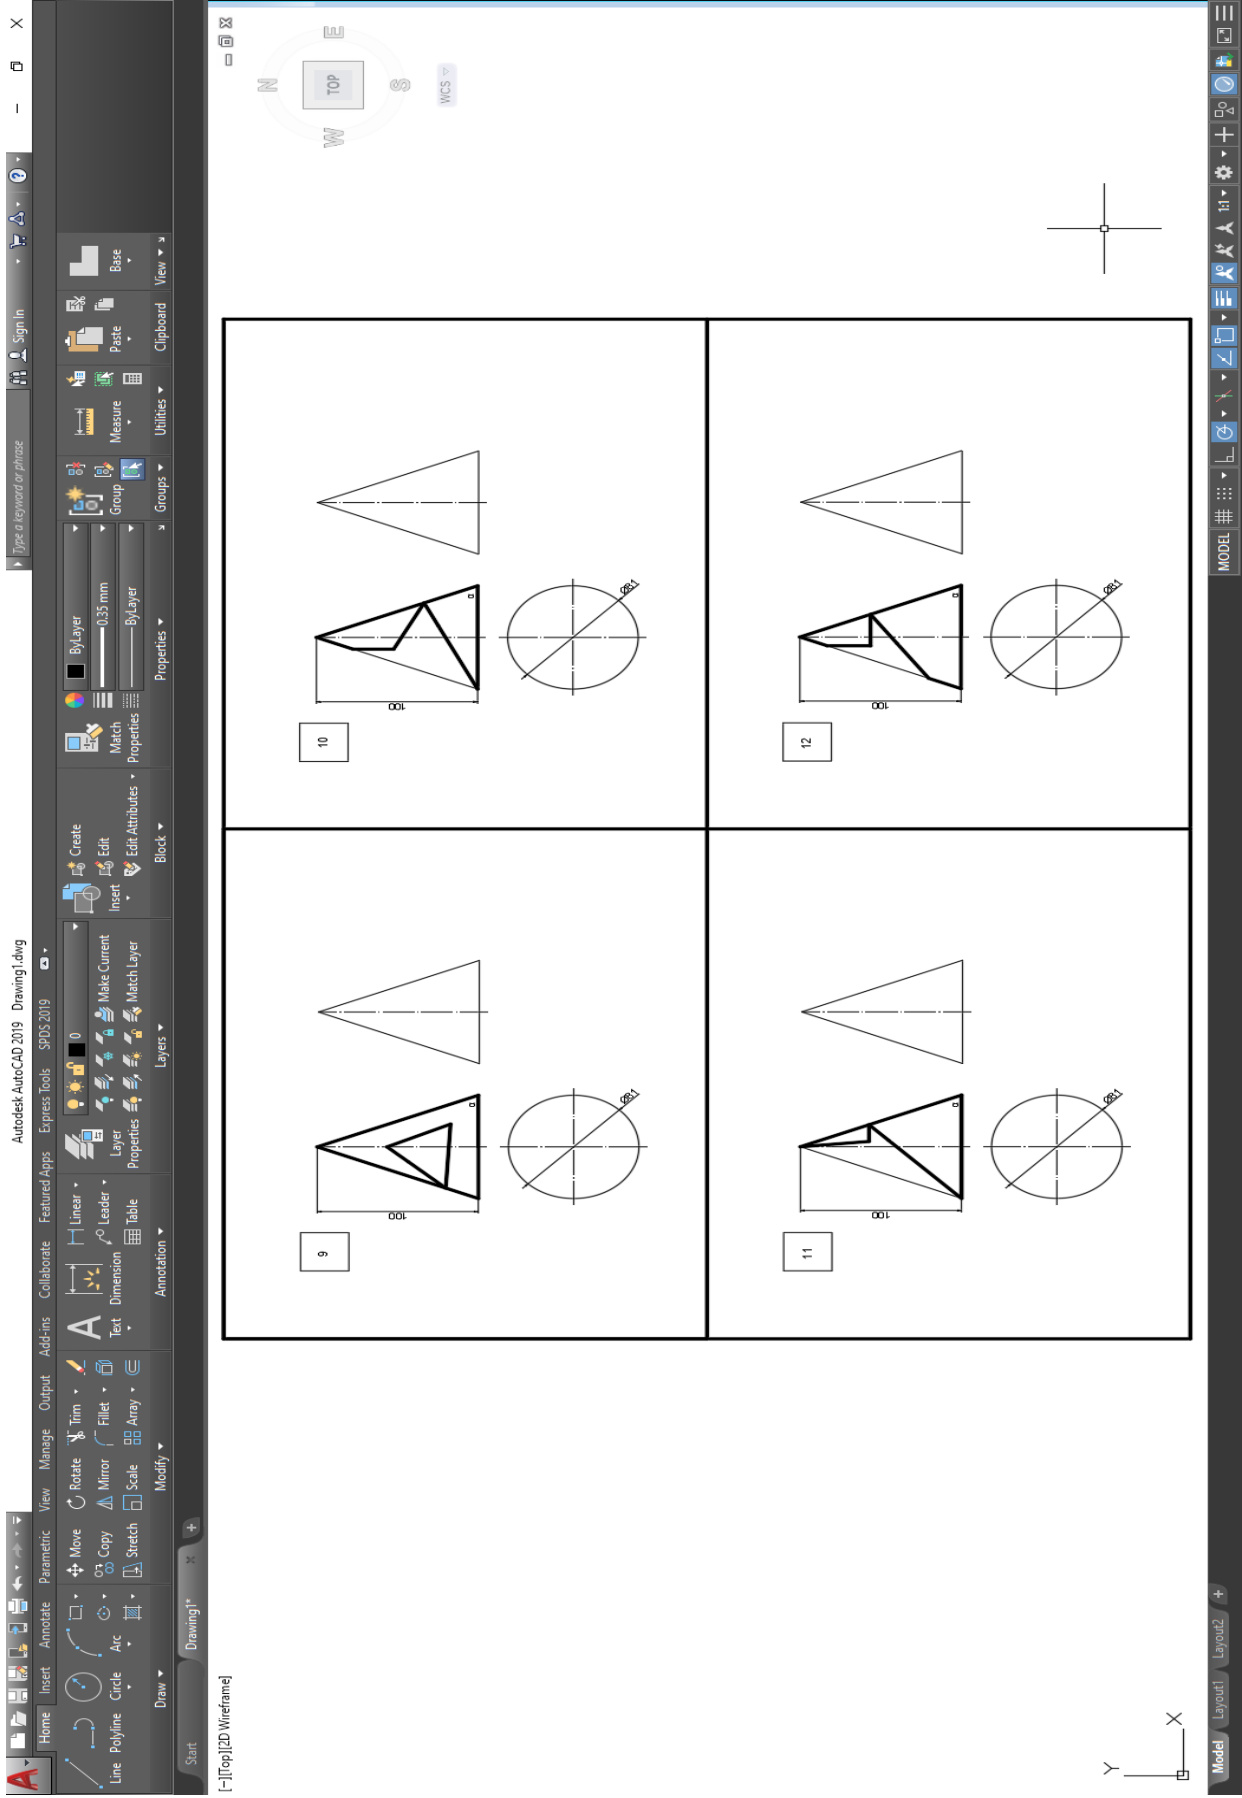 Autodesk AutoCAD 2019 Drawing1.dwg
Type a keyword or phrase
Sign In
Home Insert Annotate Parametric View Manage Output Add-ins Collaborate Featured Apps Express Tools SPDS 2019
Line Polyline Circle Arc
Draw
Move Rotate Trim
Copy Mirror Fillet
Stretch Scale Array
Modify
Text Dimension
Linear
Leader
Table
Annotation
Layer Properties
0
Make Current
Match Layer
Layers
Insert
Create
Edit
Edit Attributes
Block
Match Properties
ByLayer
0.35 mm
ByLayer
Properties
Group
Groups
Measure
Utilities
Paste
Clipboard
Base
View
Start Drawing1*
[−][Top][2D Wireframe]
N
W TOP E
S
WCS
9
100
Ø81
10
100
Ø81
11
100
Ø81
12
100
Ø81
Y
X
Model Layout1 Layout2
MODEL
1:1